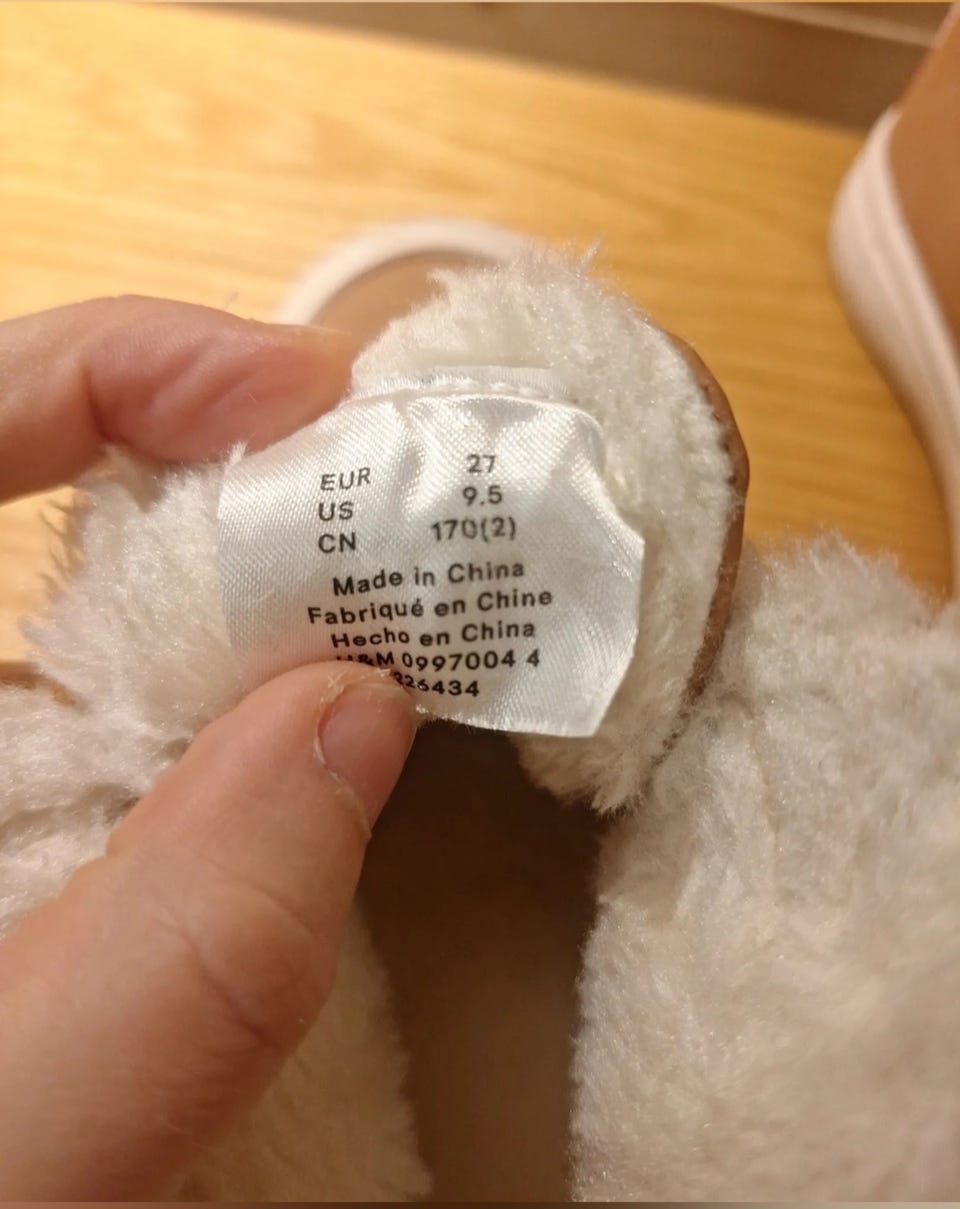 EUR 27
US 9.5
CN 170(2)
Made in China
Fabriqué en Chine
Hecho en China
H&M 0997004 4